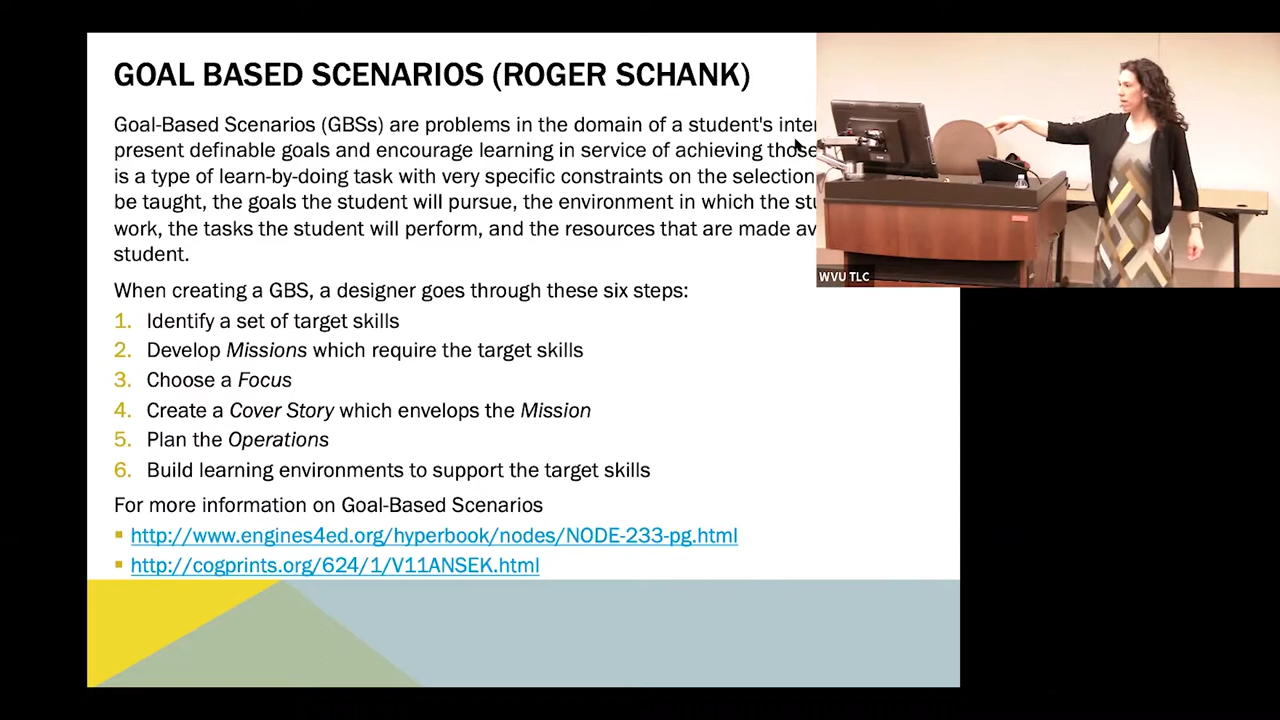 GOAL BASED SCENARIOS (ROGER SCHANK)
Goal-Based Scenarios (GBSs) are problems in the domain of a student's
present definable goals and encourage learning in service of achieving
is a type of learn-by-doing task with very specific constraints on the selection
be taught, the goals the student will pursue, the environment in which the
work, the tasks the student will perform, and the resources that are made
student.
When creating a GBS, a designer goes through these six steps:
1. Identify a set of target skills
2. Develop Missions which require the target skills
3. Choose a Focus
4. Create a Cover Story which envelops the Mission
5. Plan the Operations
6. Build learning environments to support the target skills
For more information on Goal-Based Scenarios
http://www.engines4ed.org/hyperbook/nodes/NODE-233-pg.html
http://cogprints.org/624/1/V11ANSEK.html
WVU TLC